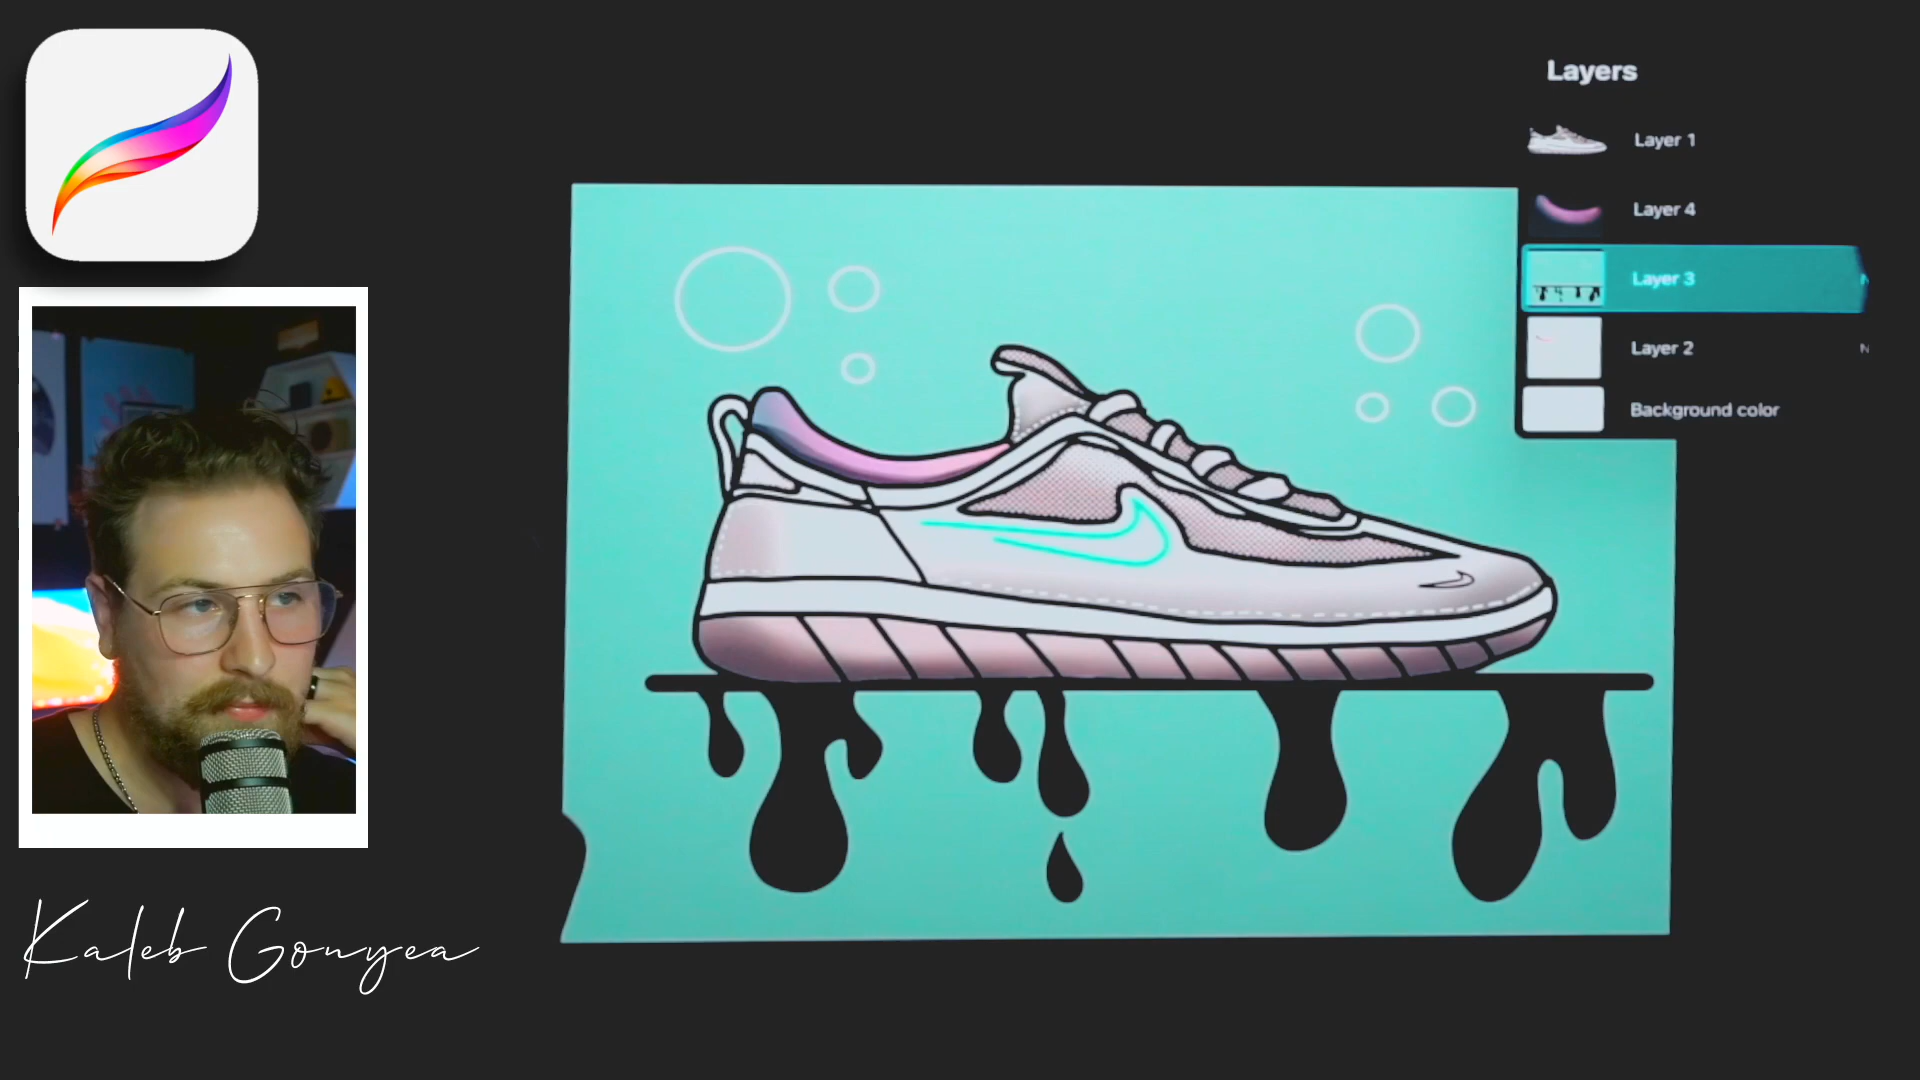 Layers
Layer 1
Layer 4
Layer 3
N
Layer 2
N
Background color
Kaleb Gonyea